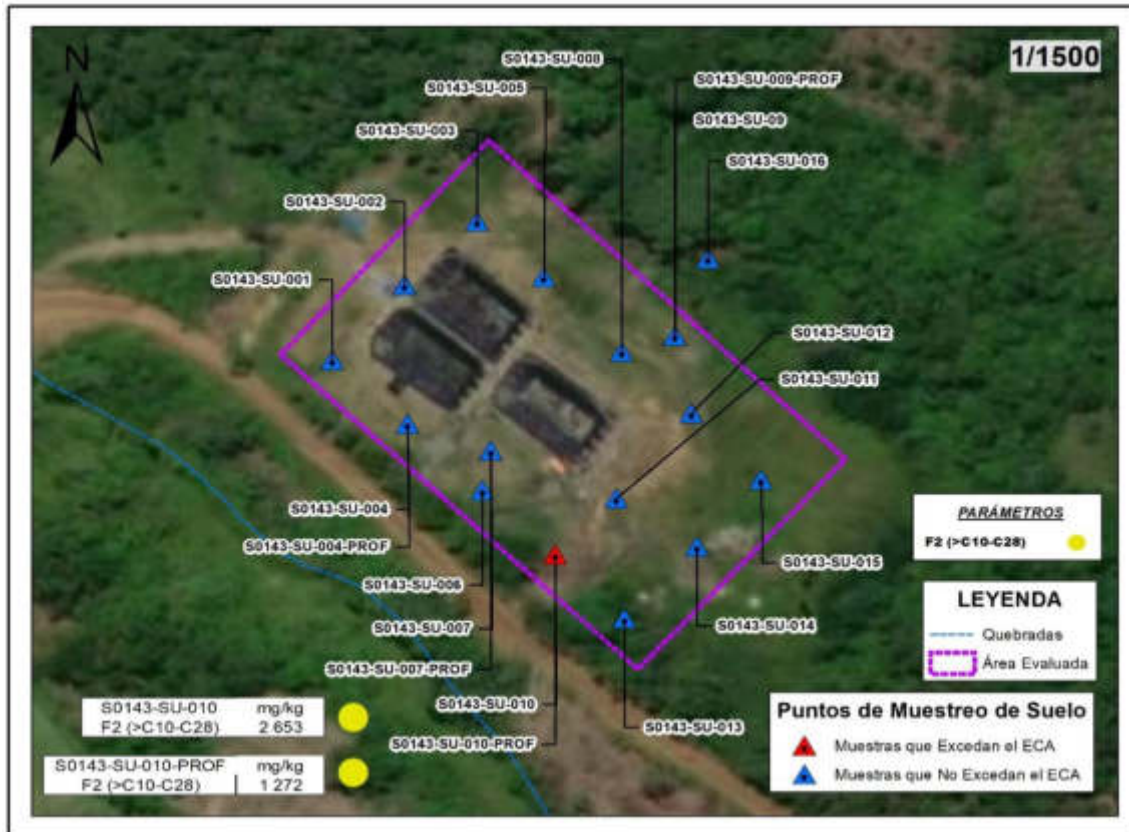 N
1/1500
S0143-SU-008
S0143-SU-005
S0143-SU-009-PROF
S0143-SU-003
S0143-SU-09
S0143-SU-016
S0143-SU-002
S0143-SU-001
S0143-SU-012
S0143-SU-011
S0143-SU-004
S0143-SU-004-PROF
S0143-SU-006
S0143-SU-007
S0143-SU-007-PROF
S0143-SU-010
S0143-SU-010-PROF
S0143-SU-015
S0143-SU-014
S0143-SU-013
PARÁMETROS
F2 (>C10-C28)
LEYENDA
Quebradas
Área Evaluada
Puntos de Muestreo de Suelo
Muestras que Excedan el ECA
Muestras que No Excedan el ECA
S0143-SU-010 mg/kg
F2 (>C10-C28) 2 653
S0143-SU-010-PROF mg/kg
F2 (>C10-C28) 1 272